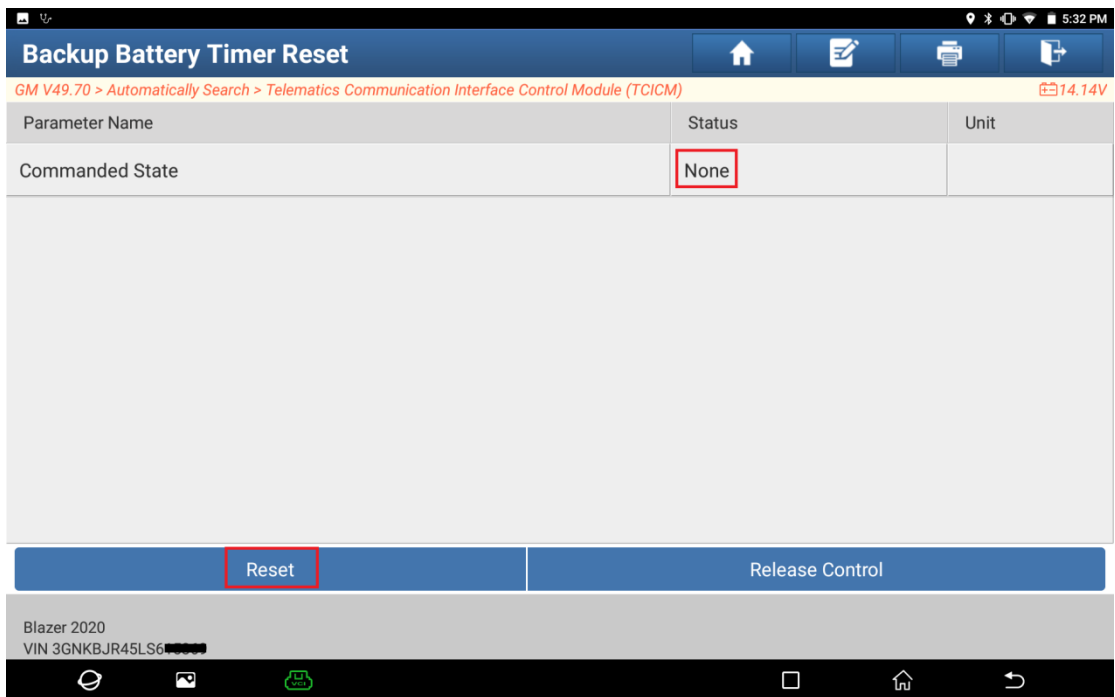 5:32 PM
Backup Battery Timer Reset
GM V49.70 > Automatically Search > Telematics Communication Interface Control Module (TCICM) 14.14V
Parameter Name Status Unit
Commanded State None
Reset Release Control
Blazer 2020
VIN 3GNKBJR45LS6
VCI